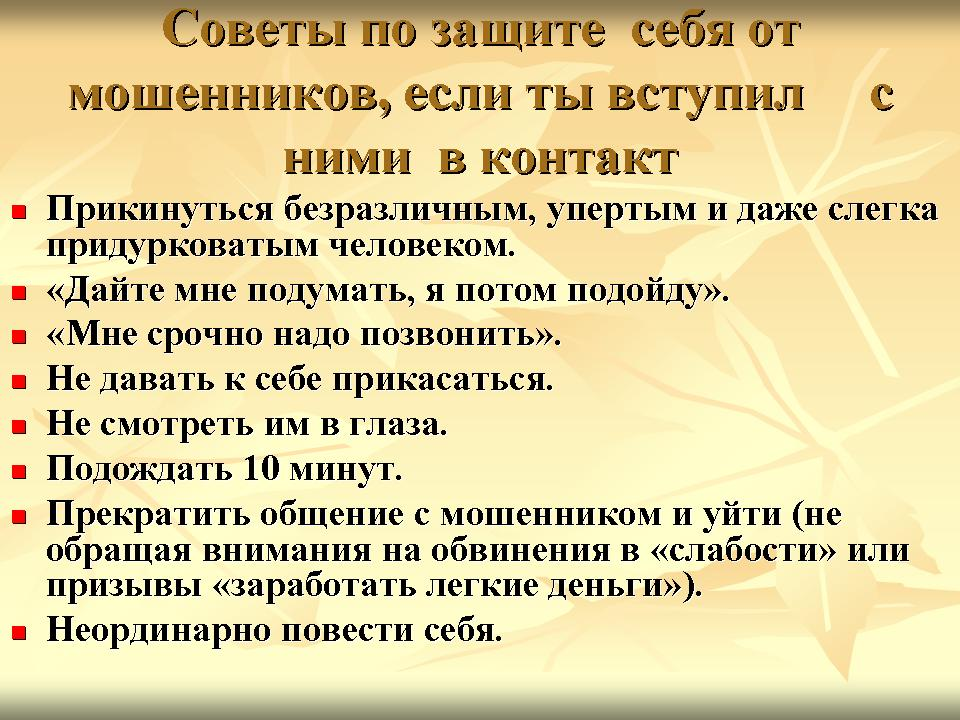 Советы по защите себя от
мошенников, если ты вступил с
ними в контакт
Прикинуться безразличным, упертым и даже слегка
придурковатым человеком.
«Дайте мне подумать, я потом подойду».
«Мне срочно надо позвонить».
Не давать к себе прикасаться.
Не смотреть им в глаза.
Подождать 10 минут.
Прекратить общение с мошенником и уйти (не
обращая внимания на обвинения в «слабости» или
призывы «заработать легкие деньги»).
Неординарно повести себя.